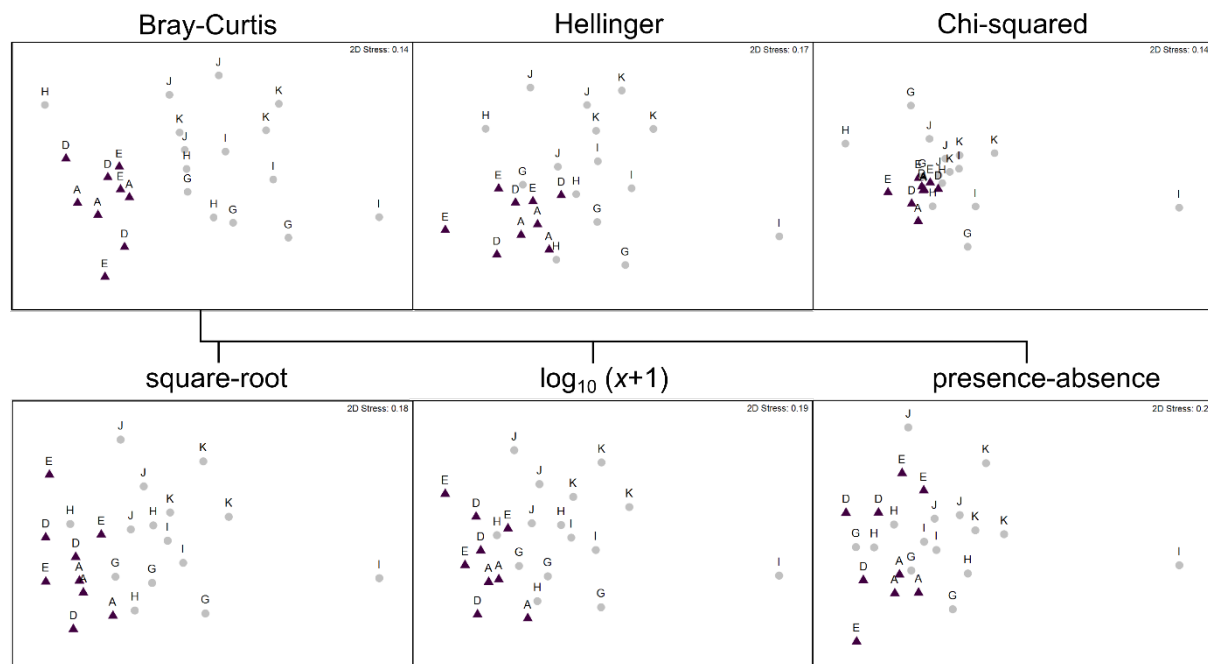 Bray-Curtis
2D Stress: 0.14
J
J
H K
K K
J I
D
E H
D I
E G
A
A
A H I
G
G
D
E
Hellinger
2D Stress: 0.17
J K
J
H K K
I
J
G E I
D H
D E
G
E A
A I
A
D H
G
Chi-squared
2D Stress: 0.14
G
J
H K
K
J
G J K I
E E H
D
E
D H I I
A
G
square-root
2D Stress: 0.18
J
K
E J
K K
H J H
D E I
D I
E A A G G I
A H G
D
log₁₀ (x+1)
2D Stress: 0.19
J K
J
E K K
D E J H
H I
D I
E G I
A A G
H G
D A
presence-absence
J
K
E
E
D D J
H J K K
I
G H I I
G H
D A
A A
G
E